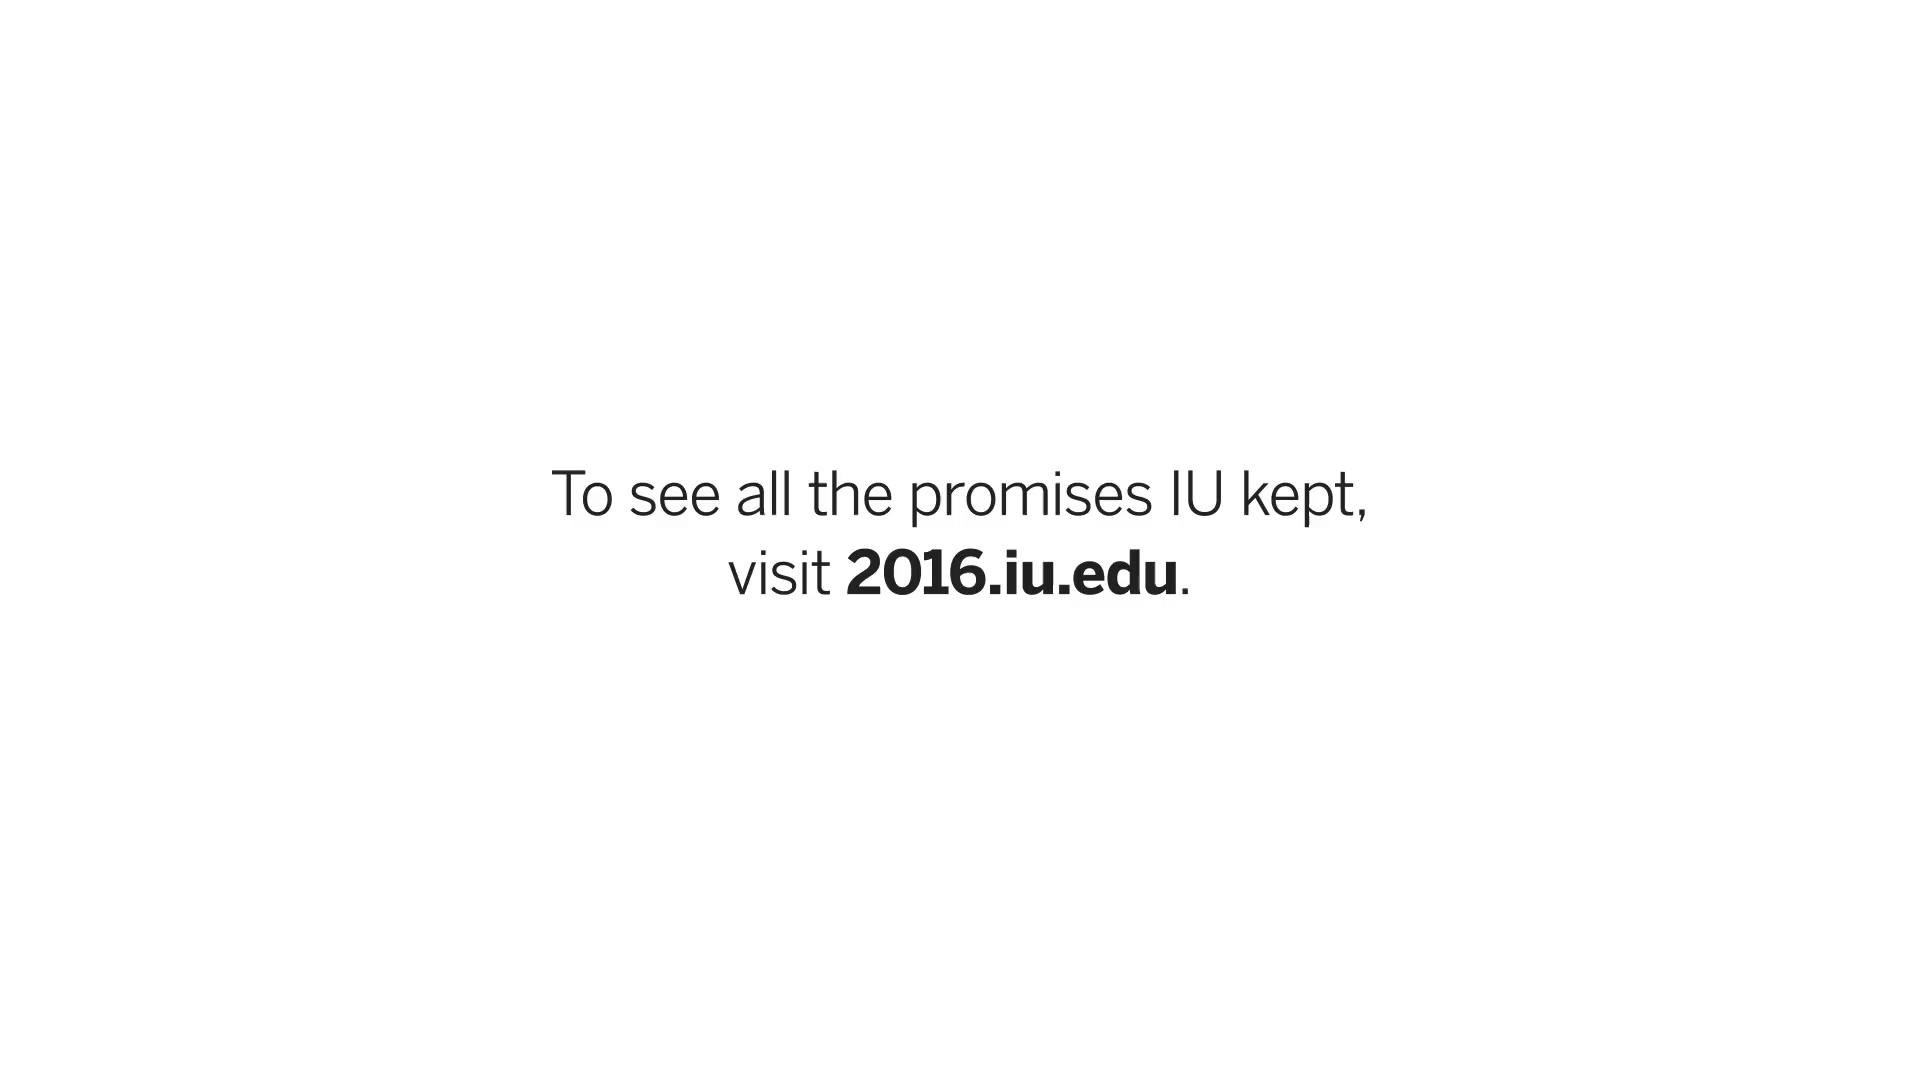 To see all the promises IU kept,
visit 2016.iu.edu.